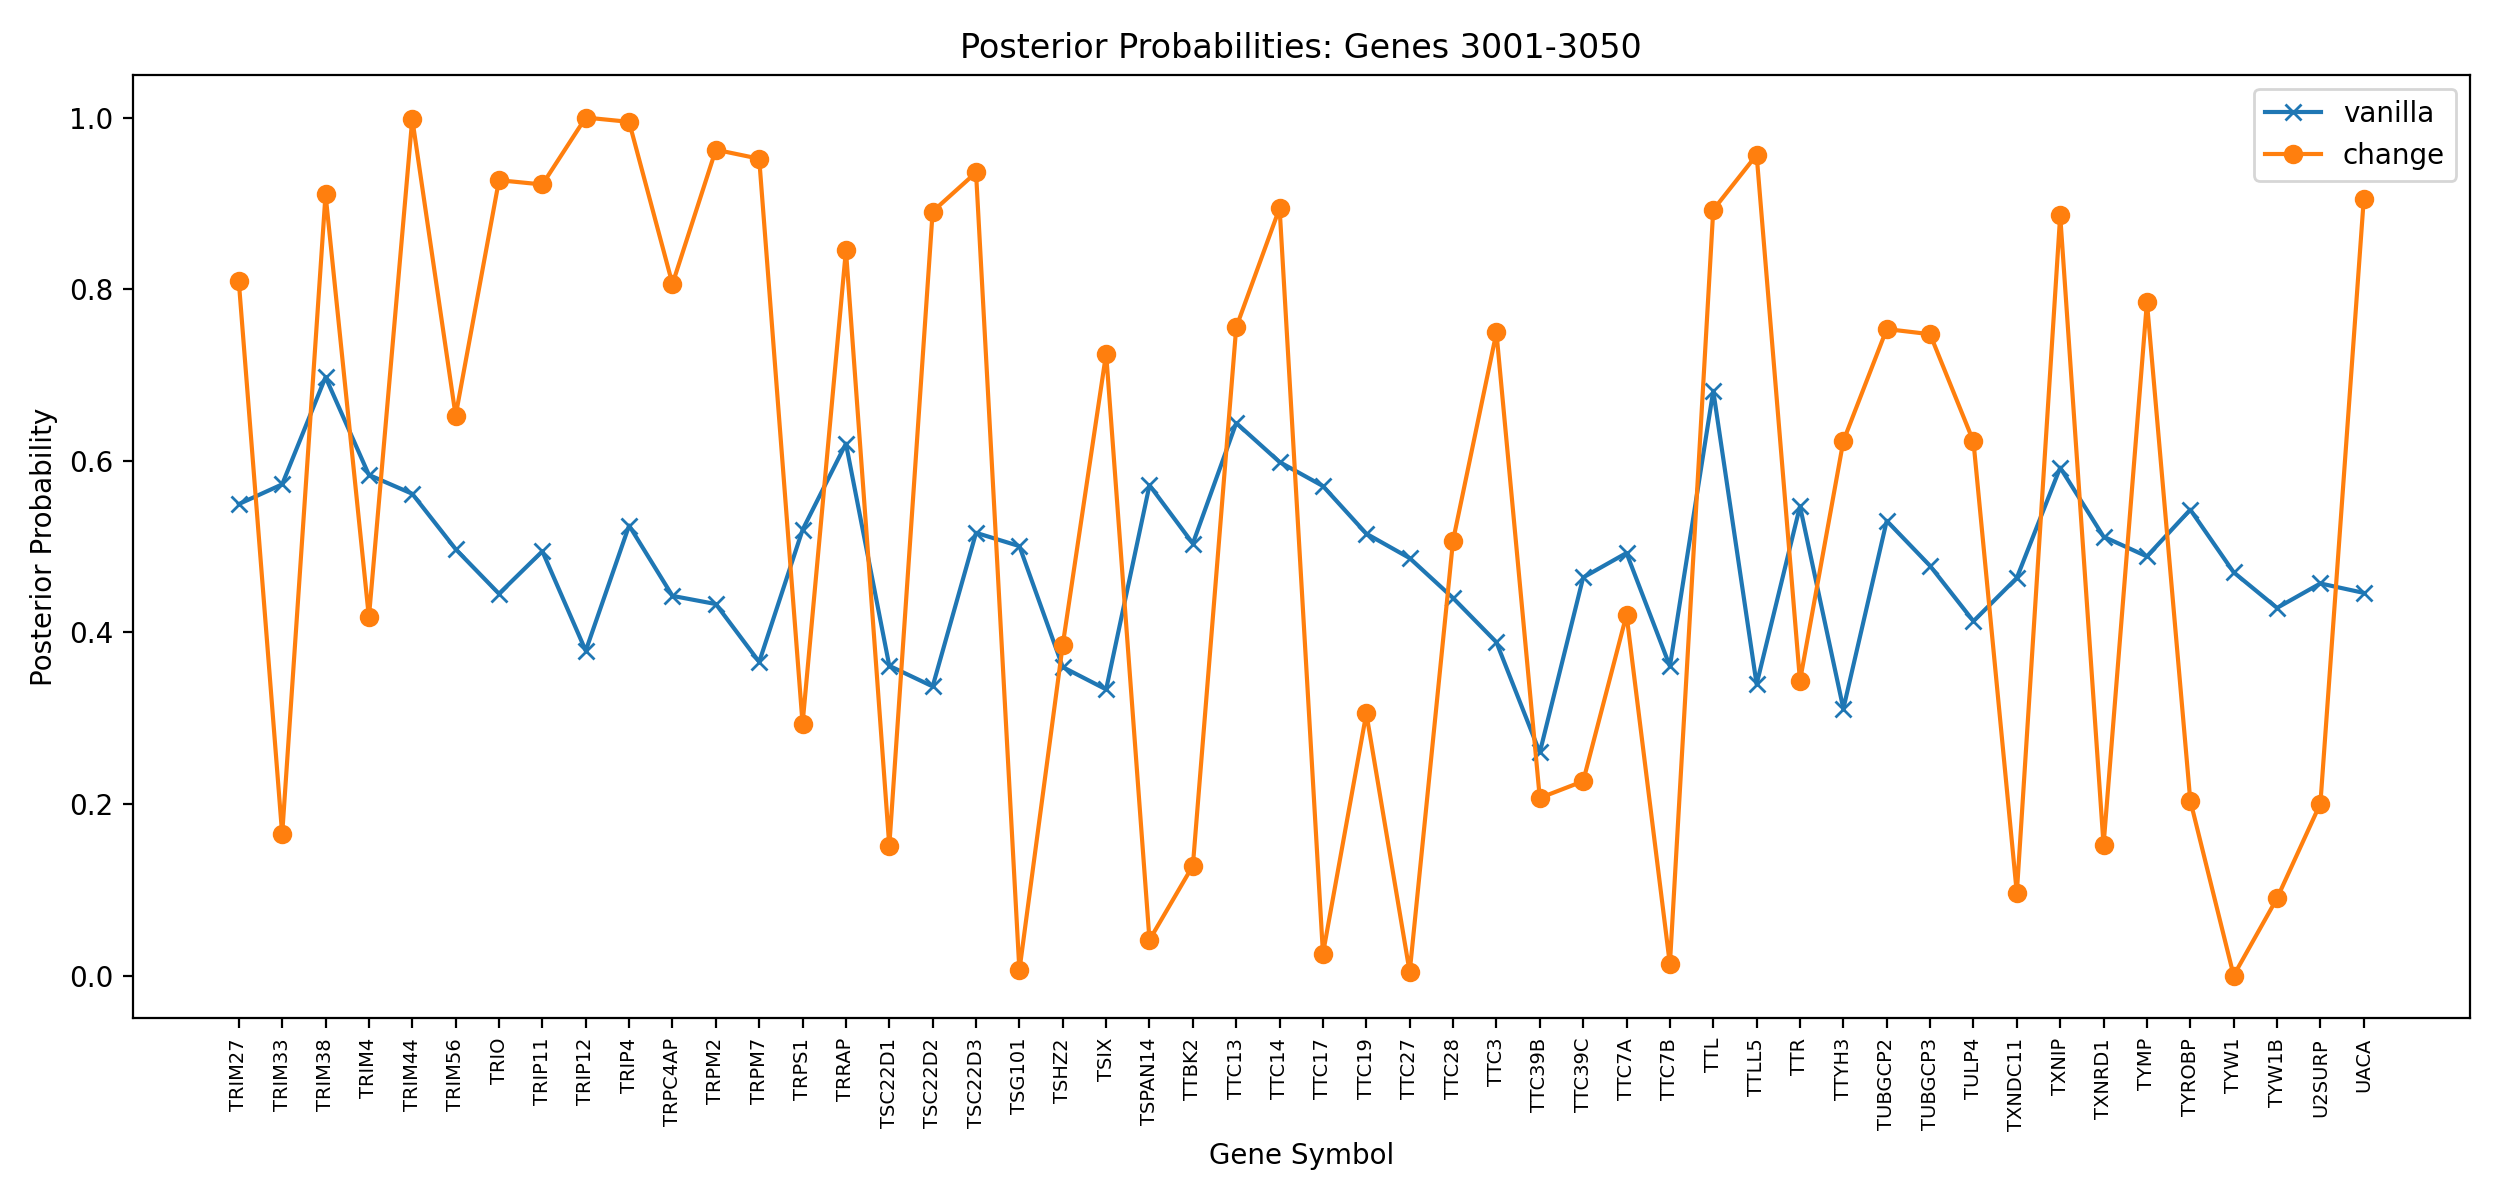 Posterior Probabilities: Genes 3001-3050
vanilla
change
Posterior Probability
1.0
0.8
0.6
0.4
0.2
0.0
TRIM27
TRIM33
TRIM38
TRIM4
TRIM44
TRIM56
TRIO
TRIP11
TRIP12
TRIP4
TRPC4AP
TRPM2
TRPM7
TRPS1
TRRAP
TSC22D1
TSC22D2
TSC22D3
TSG101
TSHZ2
TSIX
TSPAN14
TTBK2
TTC13
TTC14
TTC17
TTC19
TTC27
TTC28
TTC3
TTC39B
TTC39C
TTC7A
TTC7B
TTL
TTLL5
TTR
TTYH3
TUBGCP2
TUBGCP3
TULP4
TXNDC11
TXNIP
TXNRD1
TYMP
TYROBP
TYW1
TYW1B
U2SURP
UACA
Gene Symbol